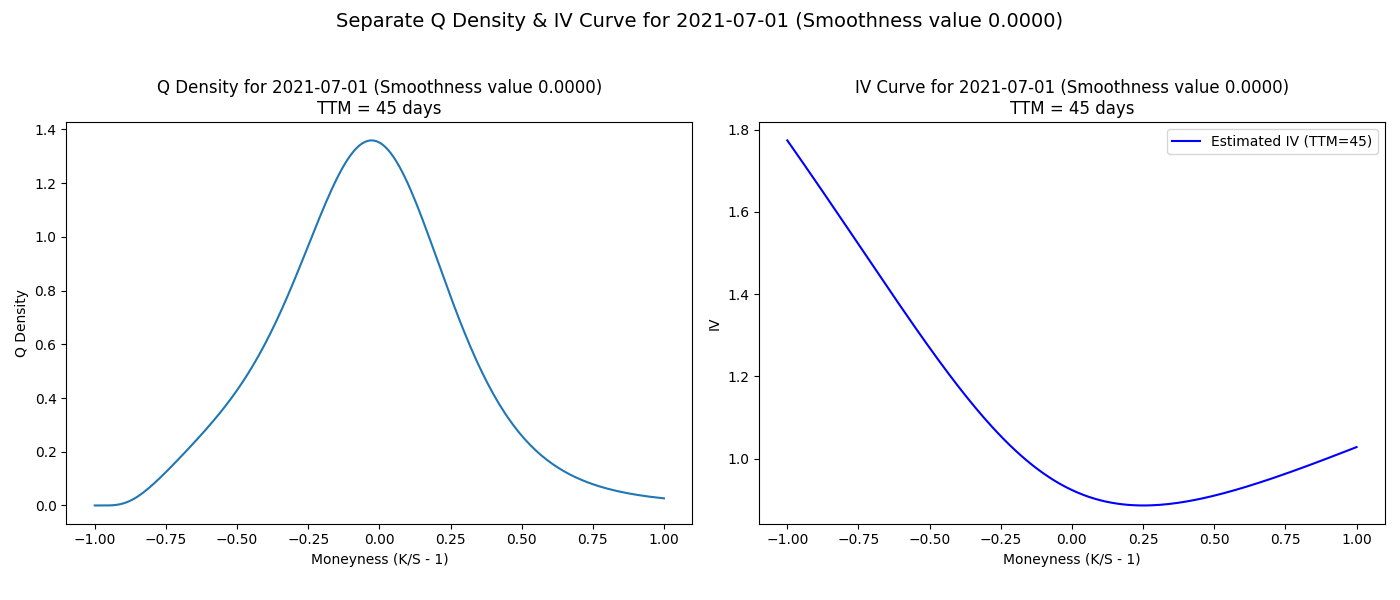 Separate Q Density & IV Curve for 2021-07-01 (Smoothness value 0.0000)
Q Density for 2021-07-01 (Smoothness value 0.0000)
TTM = 45 days
1.4
1.2
1.0
0.8
0.6
0.4
0.2
0.0
Q Density
−1.00 −0.75 −0.50 −0.25 0.00 0.25 0.50 0.75 1.00
Moneyness (K/S - 1)
IV Curve for 2021-07-01 (Smoothness value 0.0000)
TTM = 45 days
Estimated IV (TTM=45)
1.8
1.6
1.4
1.2
1.0
IV
−1.00 −0.75 −0.50 −0.25 0.00 0.25 0.50 0.75 1.00
Moneyness (K/S - 1)